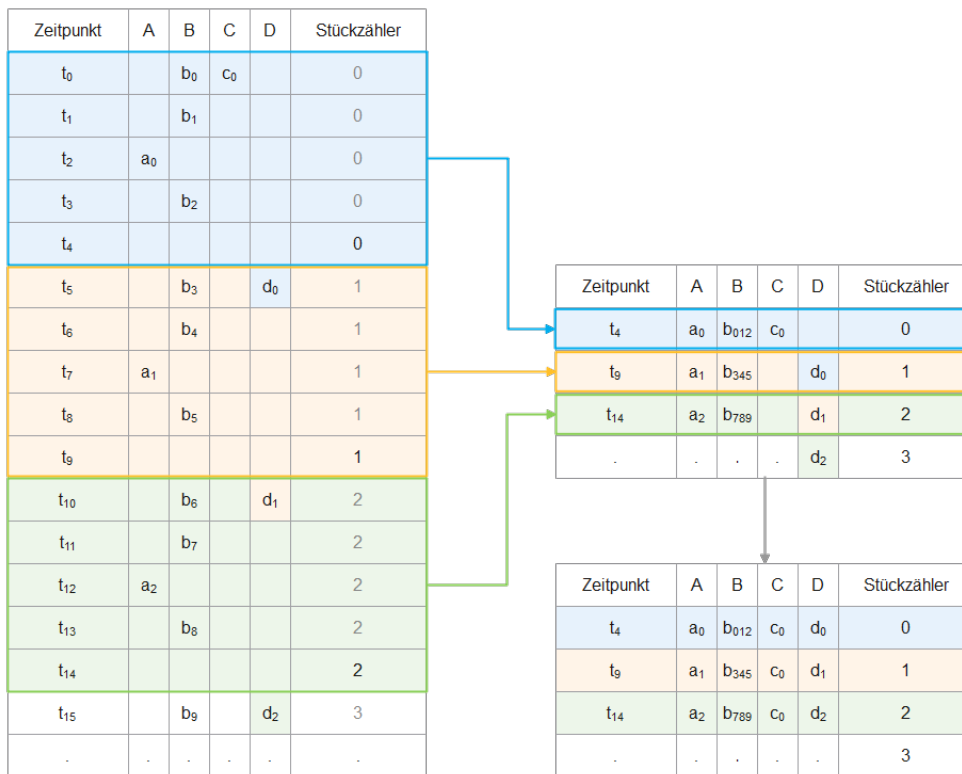 Zeitpunkt A B C D Stückzähler
t₀ b₀ c₀ 0
t₁ b₁ 0
t₂ a₀ 0
t₃ b₂ 0
t₄ 0
t₅ b₃ d₀ 1
t₆ b₄ 1
t₇ a₁ 1
t₈ b₅ 1
t₉ 1
t₁₀ b₆ d₁ 2
t₁₁ b₇ 2
t₁₂ a₂ 2
t₁₃ b₈ 2
t₁₄ 2
t₁₅ b₉ d₂ 3
. . . . . .
Zeitpunkt A B C D Stückzähler
t₄ a₀ b₀₁₂ c₀ 0
t₉ a₁ b₃₄₅ d₀ 1
t₁₄ a₂ b₇₈₉ d₁ 2
. . . . d₂ 3
Zeitpunkt A B C D Stückzähler
t₄ a₀ b₀₁₂ c₀ d₀ 0
t₉ a₁ b₃₄₅ c₀ d₁ 1
t₁₄ a₂ b₇₈₉ c₀ d₂ 2
. . . . . 3